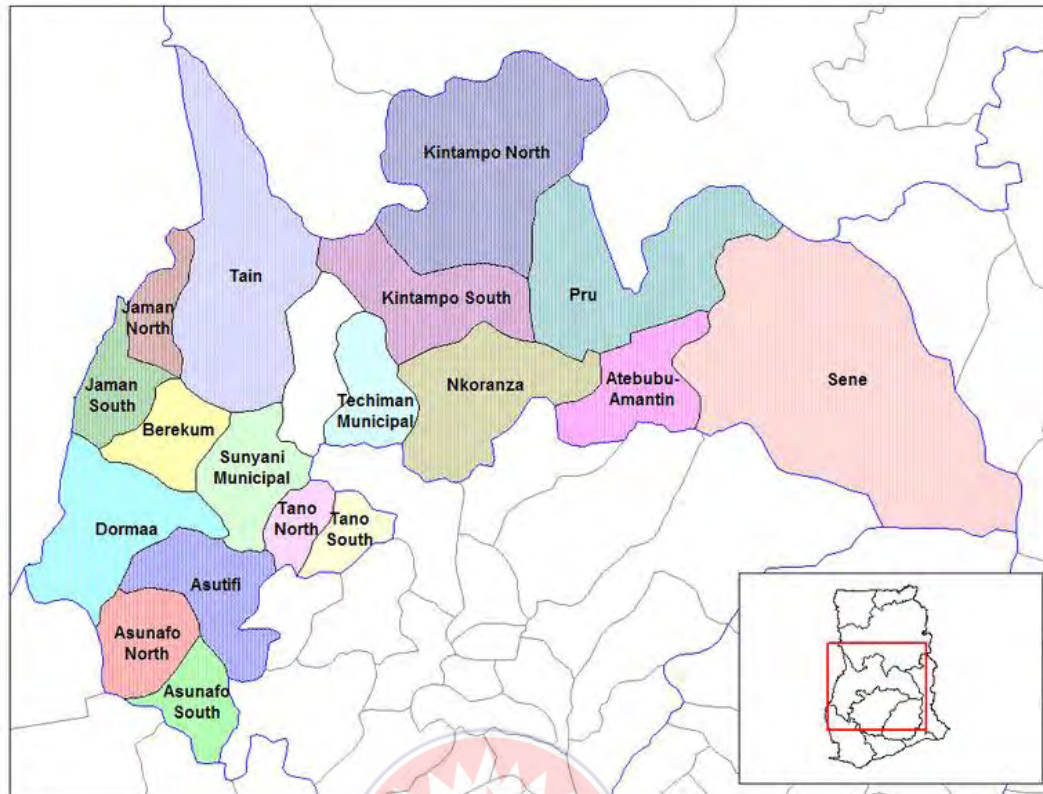 Kintampo North
Tain
Jaman
North
Kintampo South
Pru
Jaman
South
Techiman
Municipal
Nkoranza
Atebubu-
Amantin
Sene
Berekum
Sunyani
Municipal
Tano
North
Tano
South
Dormaa
Asutifi
Asunafo
North
Asunafo
South